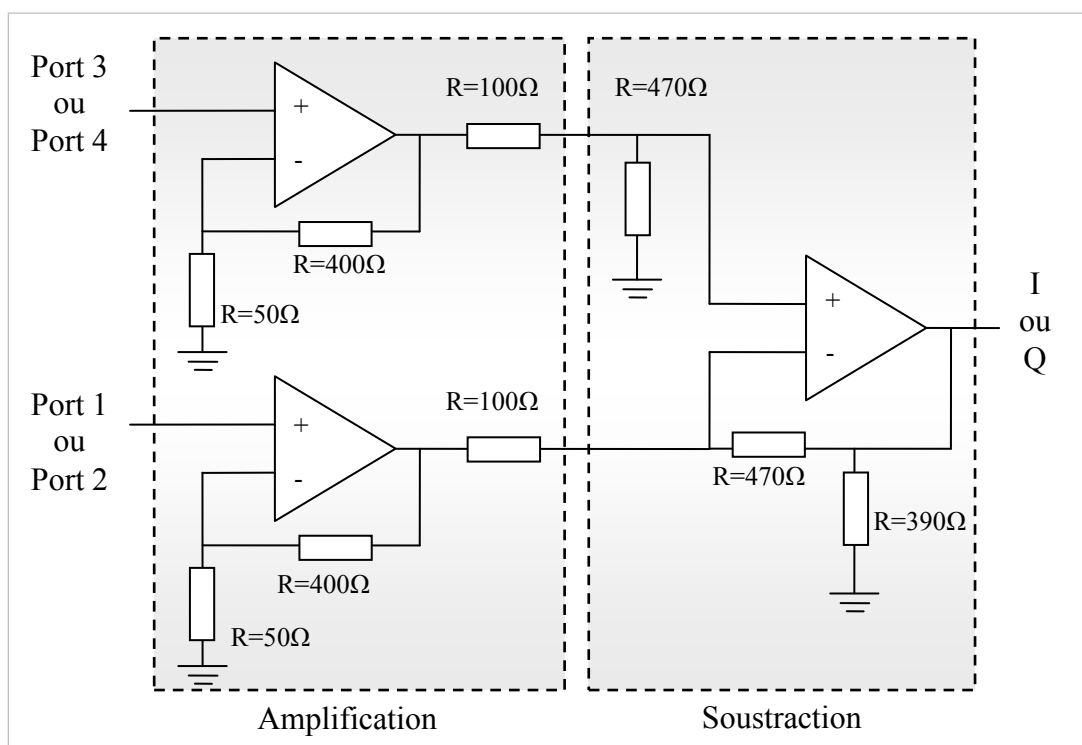 Port 3
ou
Port 4
+
-
R=100Ω
R=400Ω
R=50Ω
Port 1
ou
Port 2
+
-
R=100Ω
R=400Ω
R=50Ω
Amplification
R=470Ω
+
-
R=470Ω
R=390Ω
I
ou
Q
Soustraction